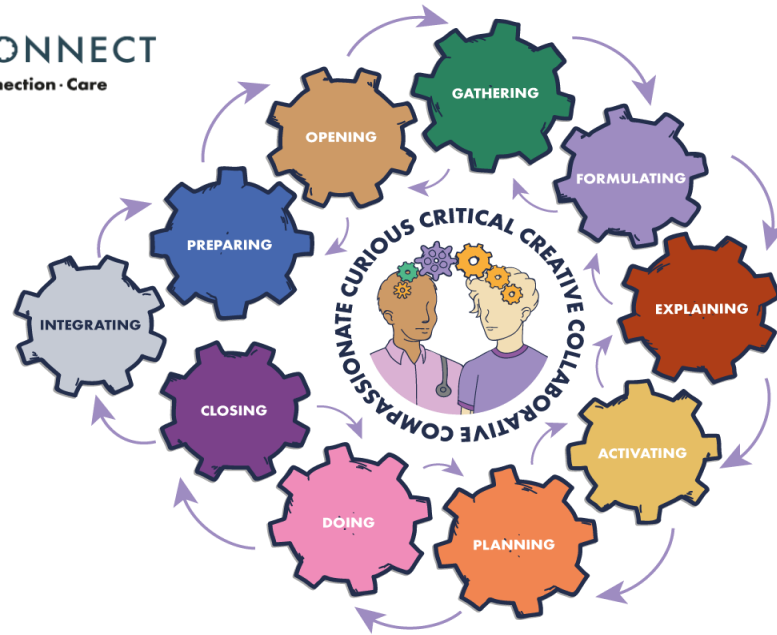 ONNECT
nection · Care
GATHERING
OPENING
FORMULATING
PREPARING
EXPLAINING
INTEGRATING
CLOSING
ACTIVATING
DOING
PLANNING
COMPASSIONATE CURIOUS CRITICAL CREATIVE COLLABORATIVE